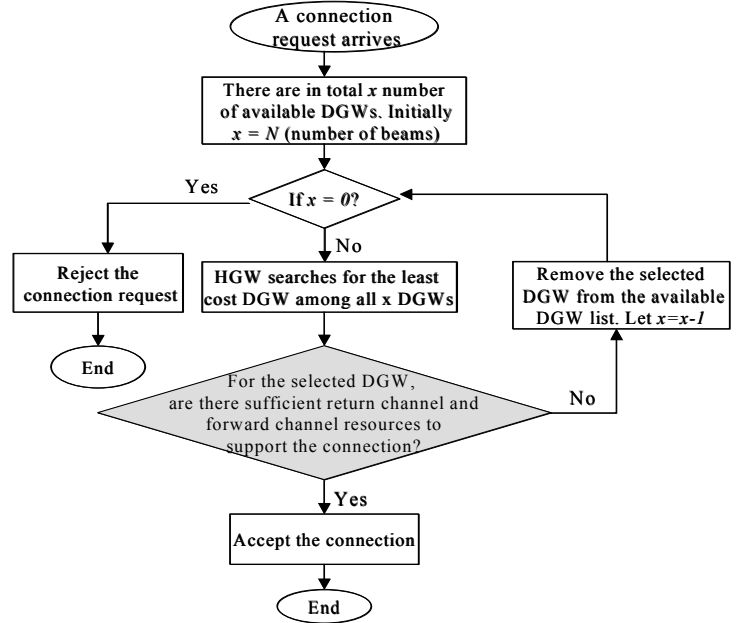 A connection
request arrives
There are in total x number
of available DGWs. Initially
x = N (number of beams)
If x = 0?
Yes
No
Reject the
connection request
End
HGW searches for the least
cost DGW among all x DGWs
Remove the selected
DGW from the available
DGW list. Let x=x-1
For the selected DGW,
are there sufficient return channel and
forward channel resources to
support the connection?
No
Yes
Accept the connection
End